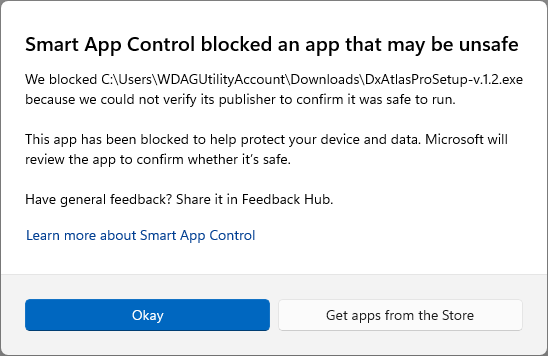 Smart App Control blocked an app that may be unsafe
We blocked C:\Users\WDAGUtilityAccount\Downloads\DxAtlasProSetup-v.1.2.exe
because we could not verify its publisher to confirm it was safe to run.
This app has been blocked to help protect your device and data. Microsoft will
review the app to confirm whether it's safe.
Have general feedback? Share it in Feedback Hub.
Learn more about Smart App Control
Okay
Get apps from the Store